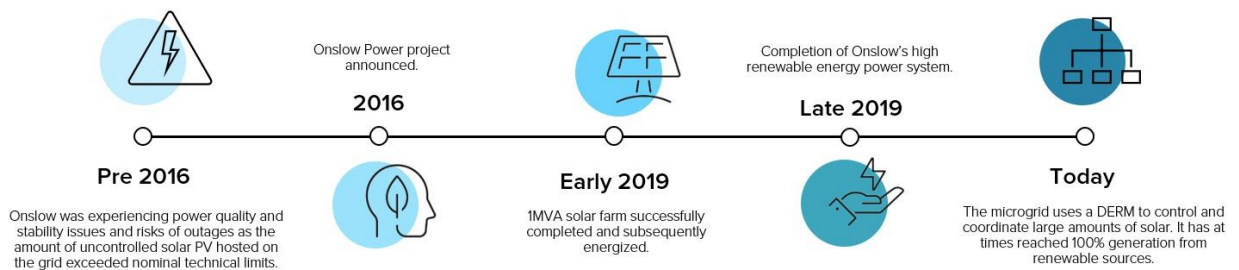 Pre 2016
Onslow was experiencing power quality and
stability issues and risks of outages as the
amount of uncontrolled solar PV hosted on
the grid exceeded nominal technical limits.
Onslow Power project
announced.
2016
Early 2019
1MVA solar farm successfully
completed and subsequently
energized.
Completion of Onslow's high
renewable energy power system.
Late 2019
Today
The microgrid uses a DERM to control and
coordinate large amounts of solar. It has at
times reached 100% generation from
renewable sources.